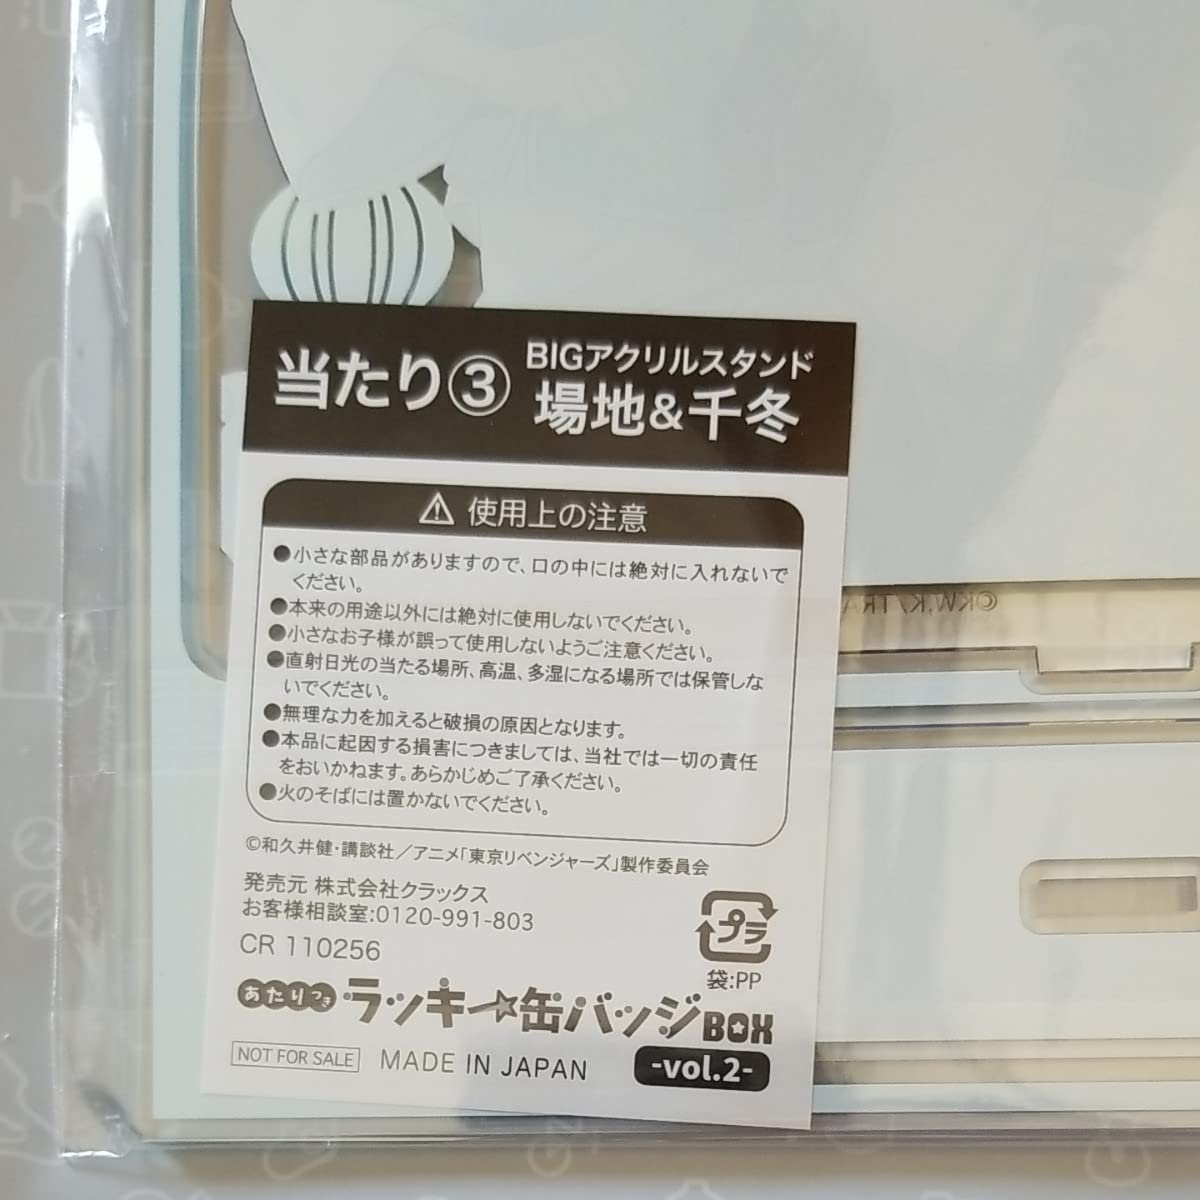 当たり③
BIGアクリルスタンド
場地&千冬
⚠ 使用上の注意
●小さな部品がありますので、口の中には絶対に入れないで
ください。
●本来の用途以外には絶対に使用しないでください。
●小さなお子様が誤って使用しないようご注意ください。
●直射日光の当たる場所、高温、多湿になる場所では保管しな
いでください。
●無理な力を加えると破損の原因となります。
●本品に起因する損害につきましては、当社では一切の責任
をおいかねます。あらかじめご了承ください。
●火のそばには置かないでください。
©和久井健・講談社／アニメ「東京リベンジャーズ」製作委員会
発売元 株式会社クラックス
お客様相談室:0120-991-803
CR 110256
プラ
袋:PP
あたりつき ラッキー缶バッジBOX
-vol.2-
NOT FOR SALE MADE IN JAPAN
©KW,K/TRA